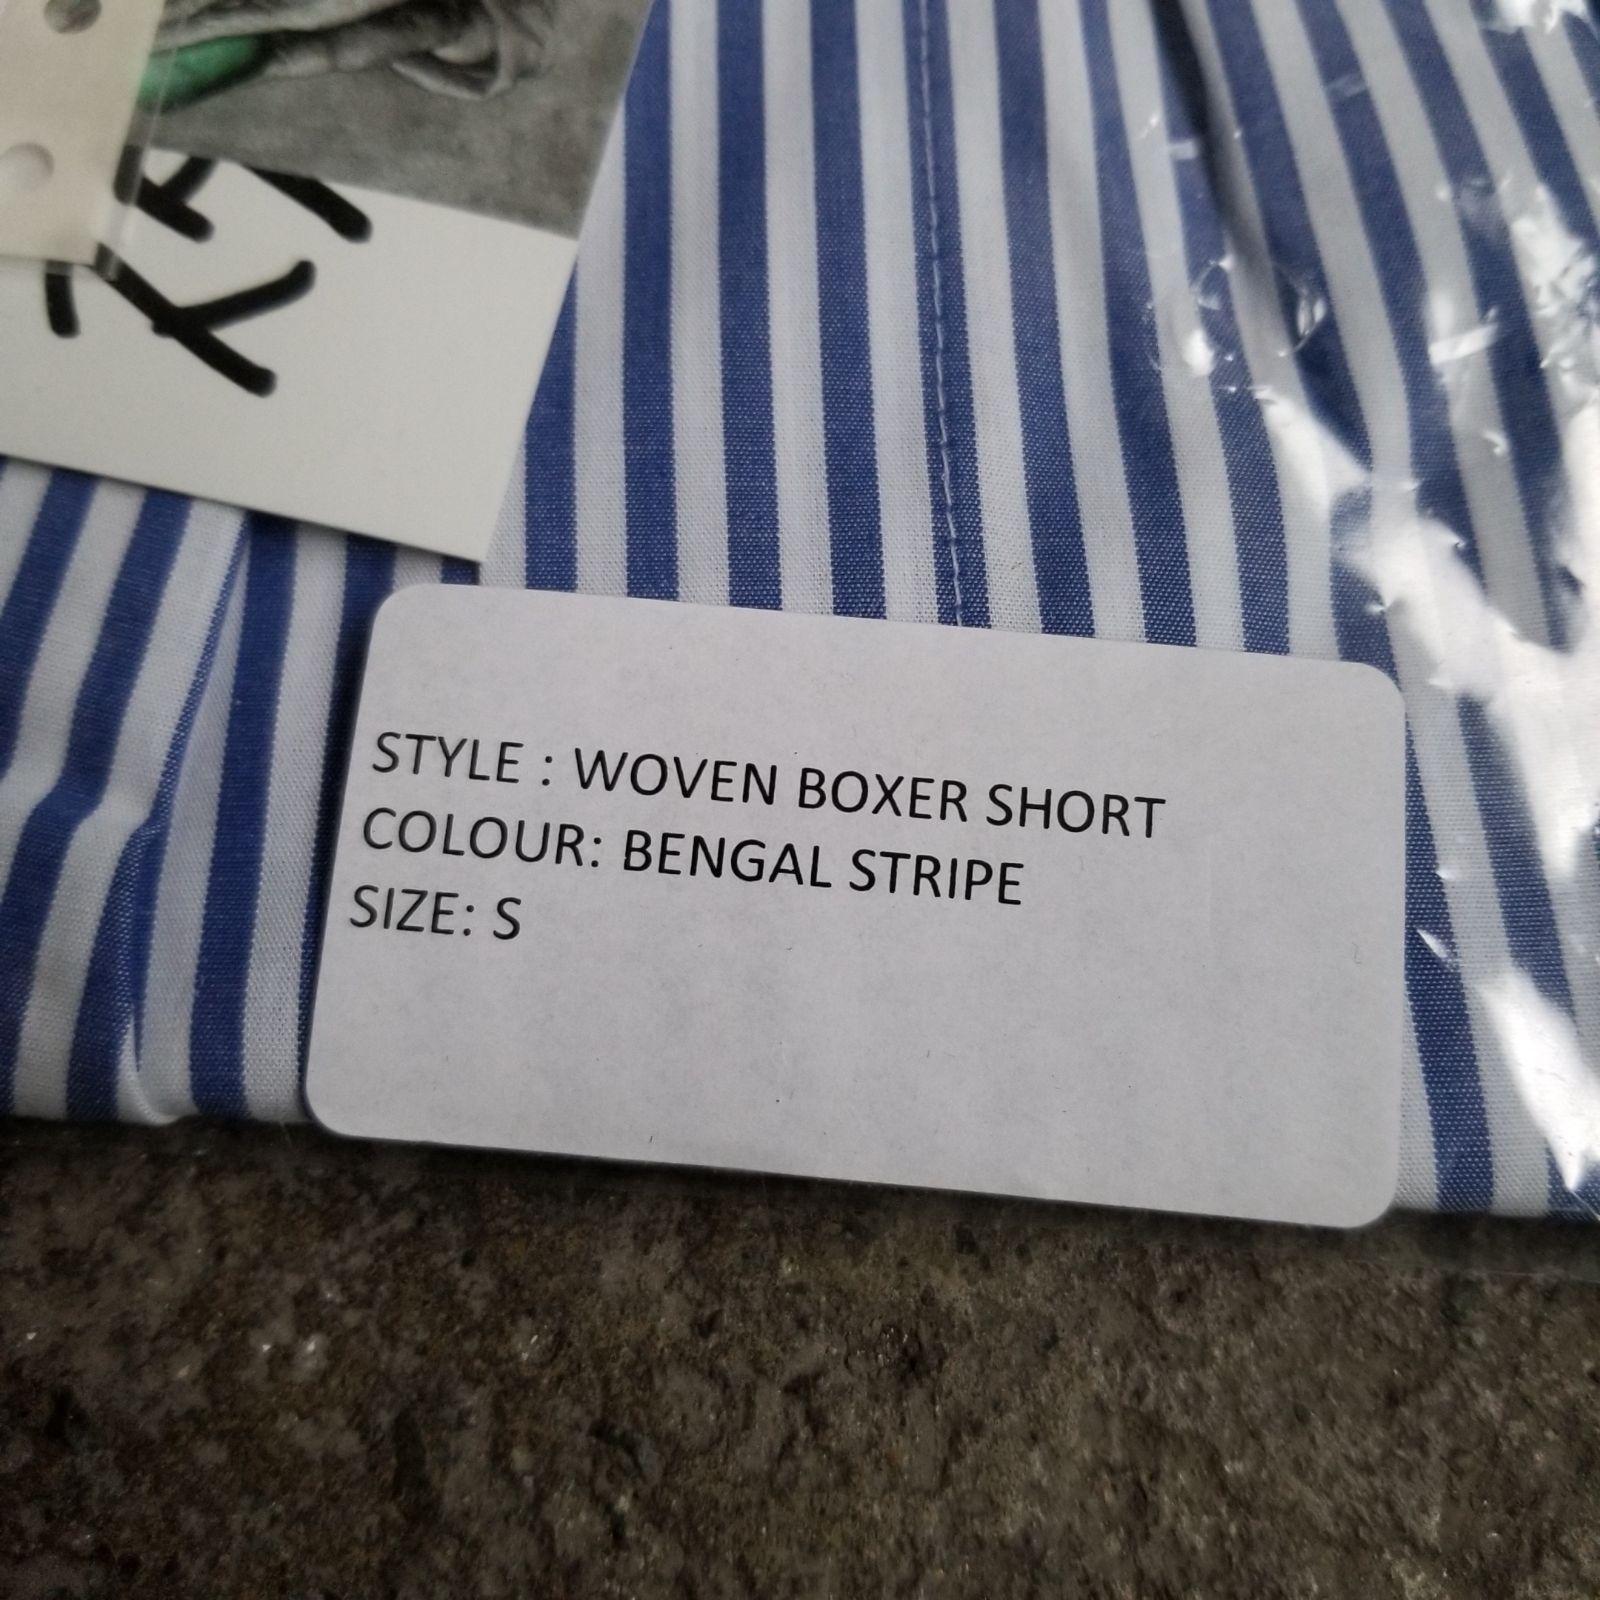 STYLE : WOVEN BOXER SHORT
COLOUR: BENGAL STRIPE
SIZE: S